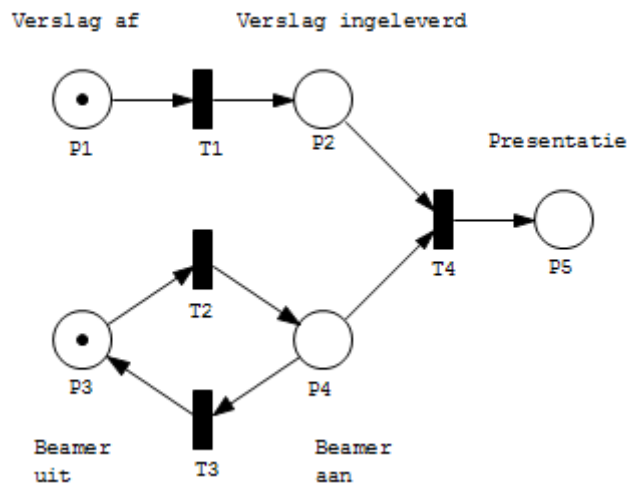 Verslag af
Verslag ingeleverd
P1
T1
P2
Presentatie
T4
P5
T2
P3
P4
T3
Beamer
uit
Beamer
aan